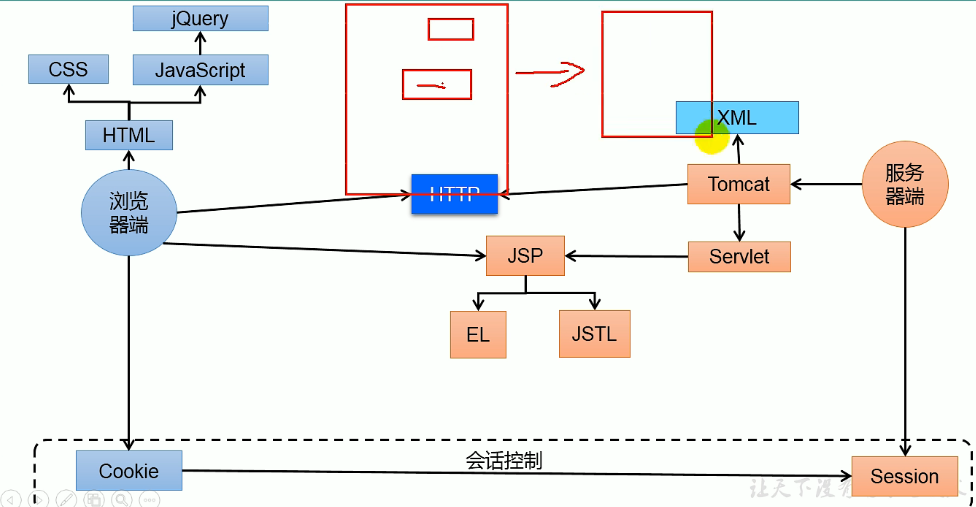 jQuery
CSS
JavaScript
HTML
XML
浏览
器端
HTTP
Tomcat
服务
器端
JSP
Servlet
EL
JSTL
会话控制
Cookie
Session
让天下没有